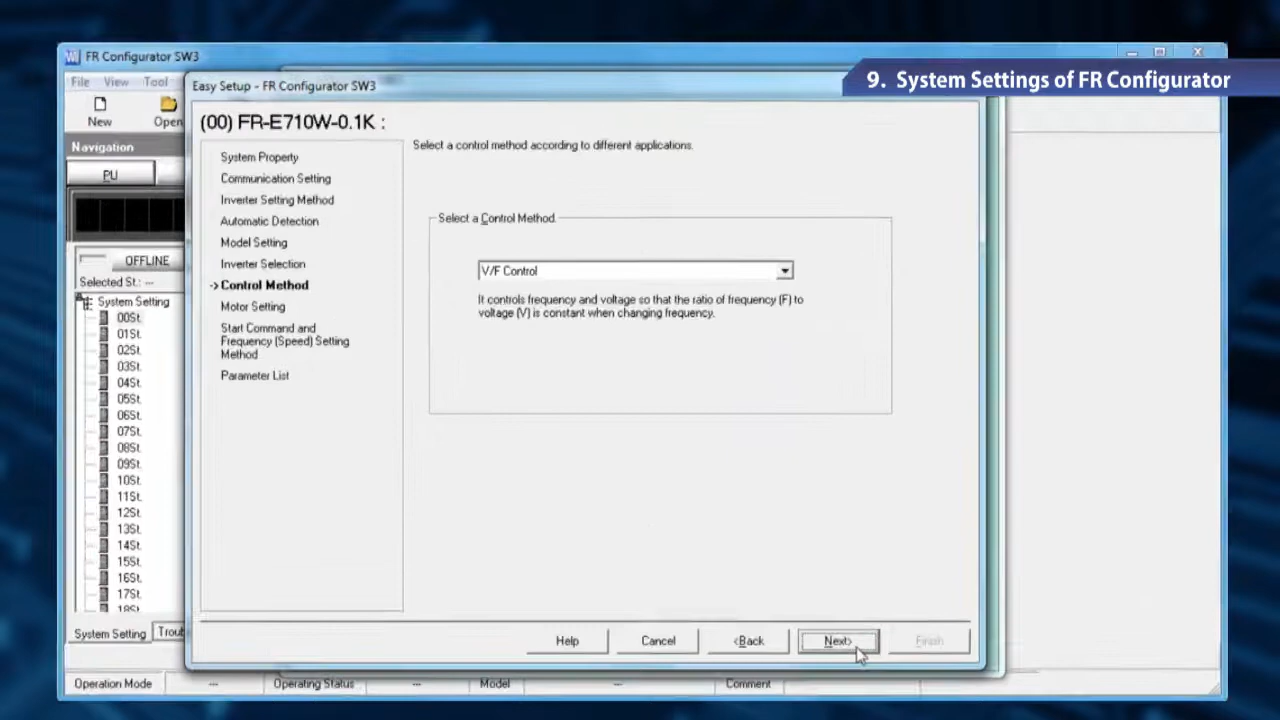 FR Configurator SW3
9. System Settings of FR Configurator
File View Tool
Easy Setup - FR Configurator SW3
New Open
(00) FR-E710W-0.1K :
Navigation
PU
OFFLINE
Selected St.: ---
System Setting
00St.
01St.
02St.
03St.
04St.
05St.
06St.
07St.
08St.
09St.
10St.
11St.
12St.
13St.
14St.
15St.
16St.
17St.
18St.
System Setting
System Property
Communication Setting
Inverter Setting Method
Automatic Detection
Model Setting
Inverter Selection
-> Control Method
Motor Setting
Start Command and
Frequency (Speed) Setting
Method
Parameter List
Select a control method according to different applications.
Select a Control Method
V/F Control
It controls frequency and voltage so that the ratio of frequency (F) to
voltage (V) is constant when changing frequency.
Help Cancel <Back Next> Finish
Operation Mode --- Operating Status --- Model --- Comment